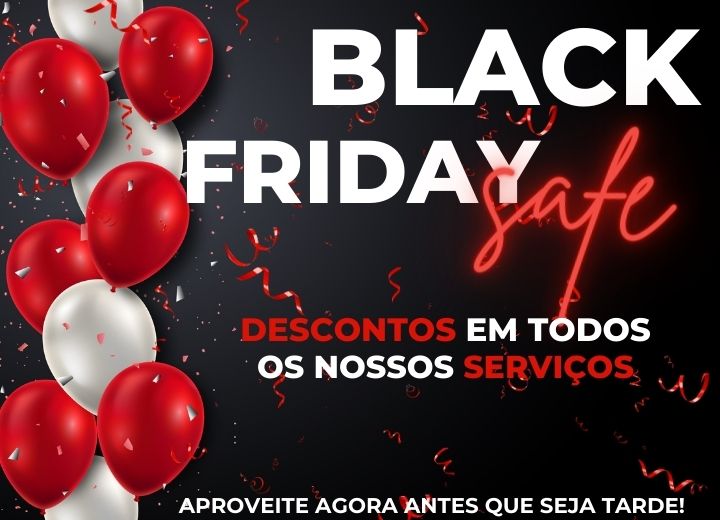 BLACK
FRIDAY
safe
DESCONTOS EM TODOS
OS NOSSOS SERVIÇOS
APROVEITE AGORA ANTES QUE SEJA TARDE!